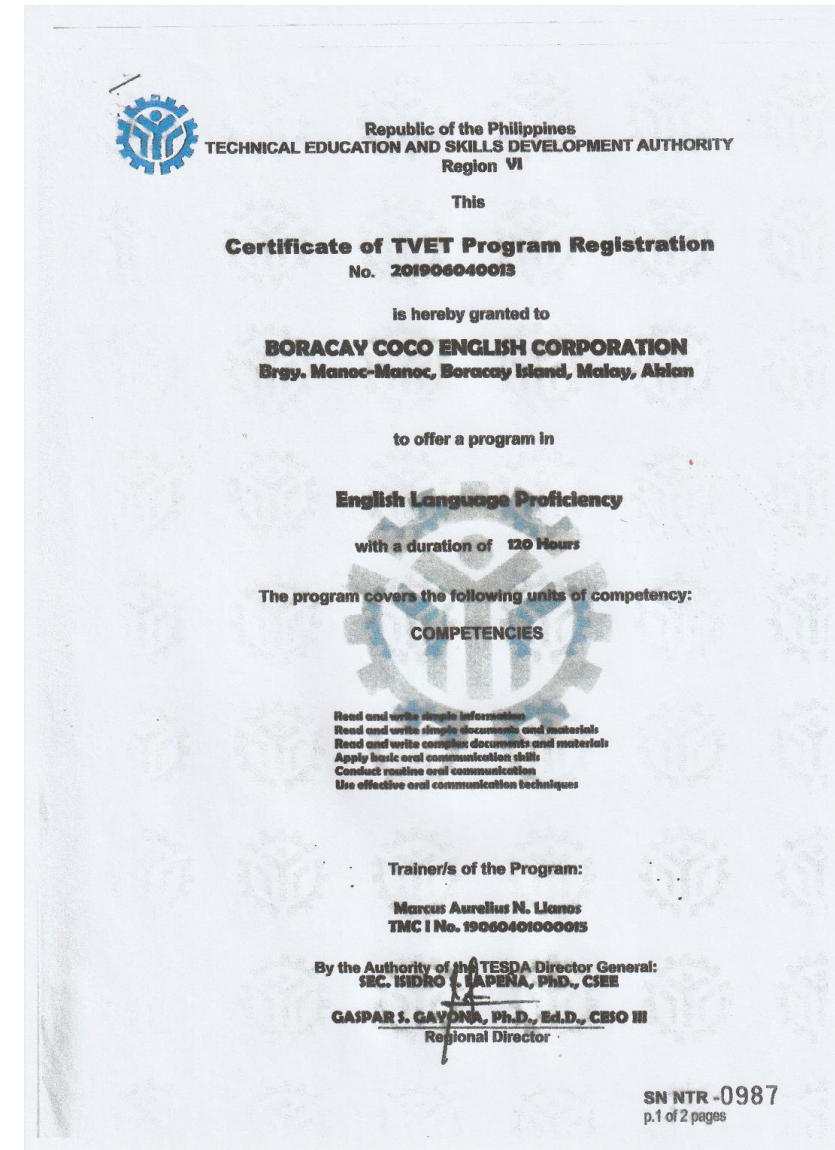 Republic of the Philippines
TECHNICAL EDUCATION AND SKILLS DEVELOPMENT AUTHORITY
Region VI
This
Certificate of TVET Program Registration
No. 201906040013
is hereby granted to
BORACAY COCO ENGLISH CORPORATION
Brgy. Manoc-Manoc, Boracay Island, Malay, Aklan
to offer a program in
English Language Proficiency
with a duration of 120 Hours
The program covers the following units of competency:
COMPETENCIES
Read and write simple information
Read and write simple documents and materials
Read and write complex documents and materials
Apply basic oral communication skills
Conduct routine oral communication
Use effective oral communication techniques
Trainer/s of the Program:
Marcus Aurelius N. Llanos
TMC I No. 19060401000015
By the Authority of the TESDA Director General:
SEC. ISIDRO LAPEÑA, PhD., CSEE
GASPAR S. GAYONA, Ph.D., Ed.D., CESO III
Regional Director
SN NTR -0987
p.1 of 2 pages